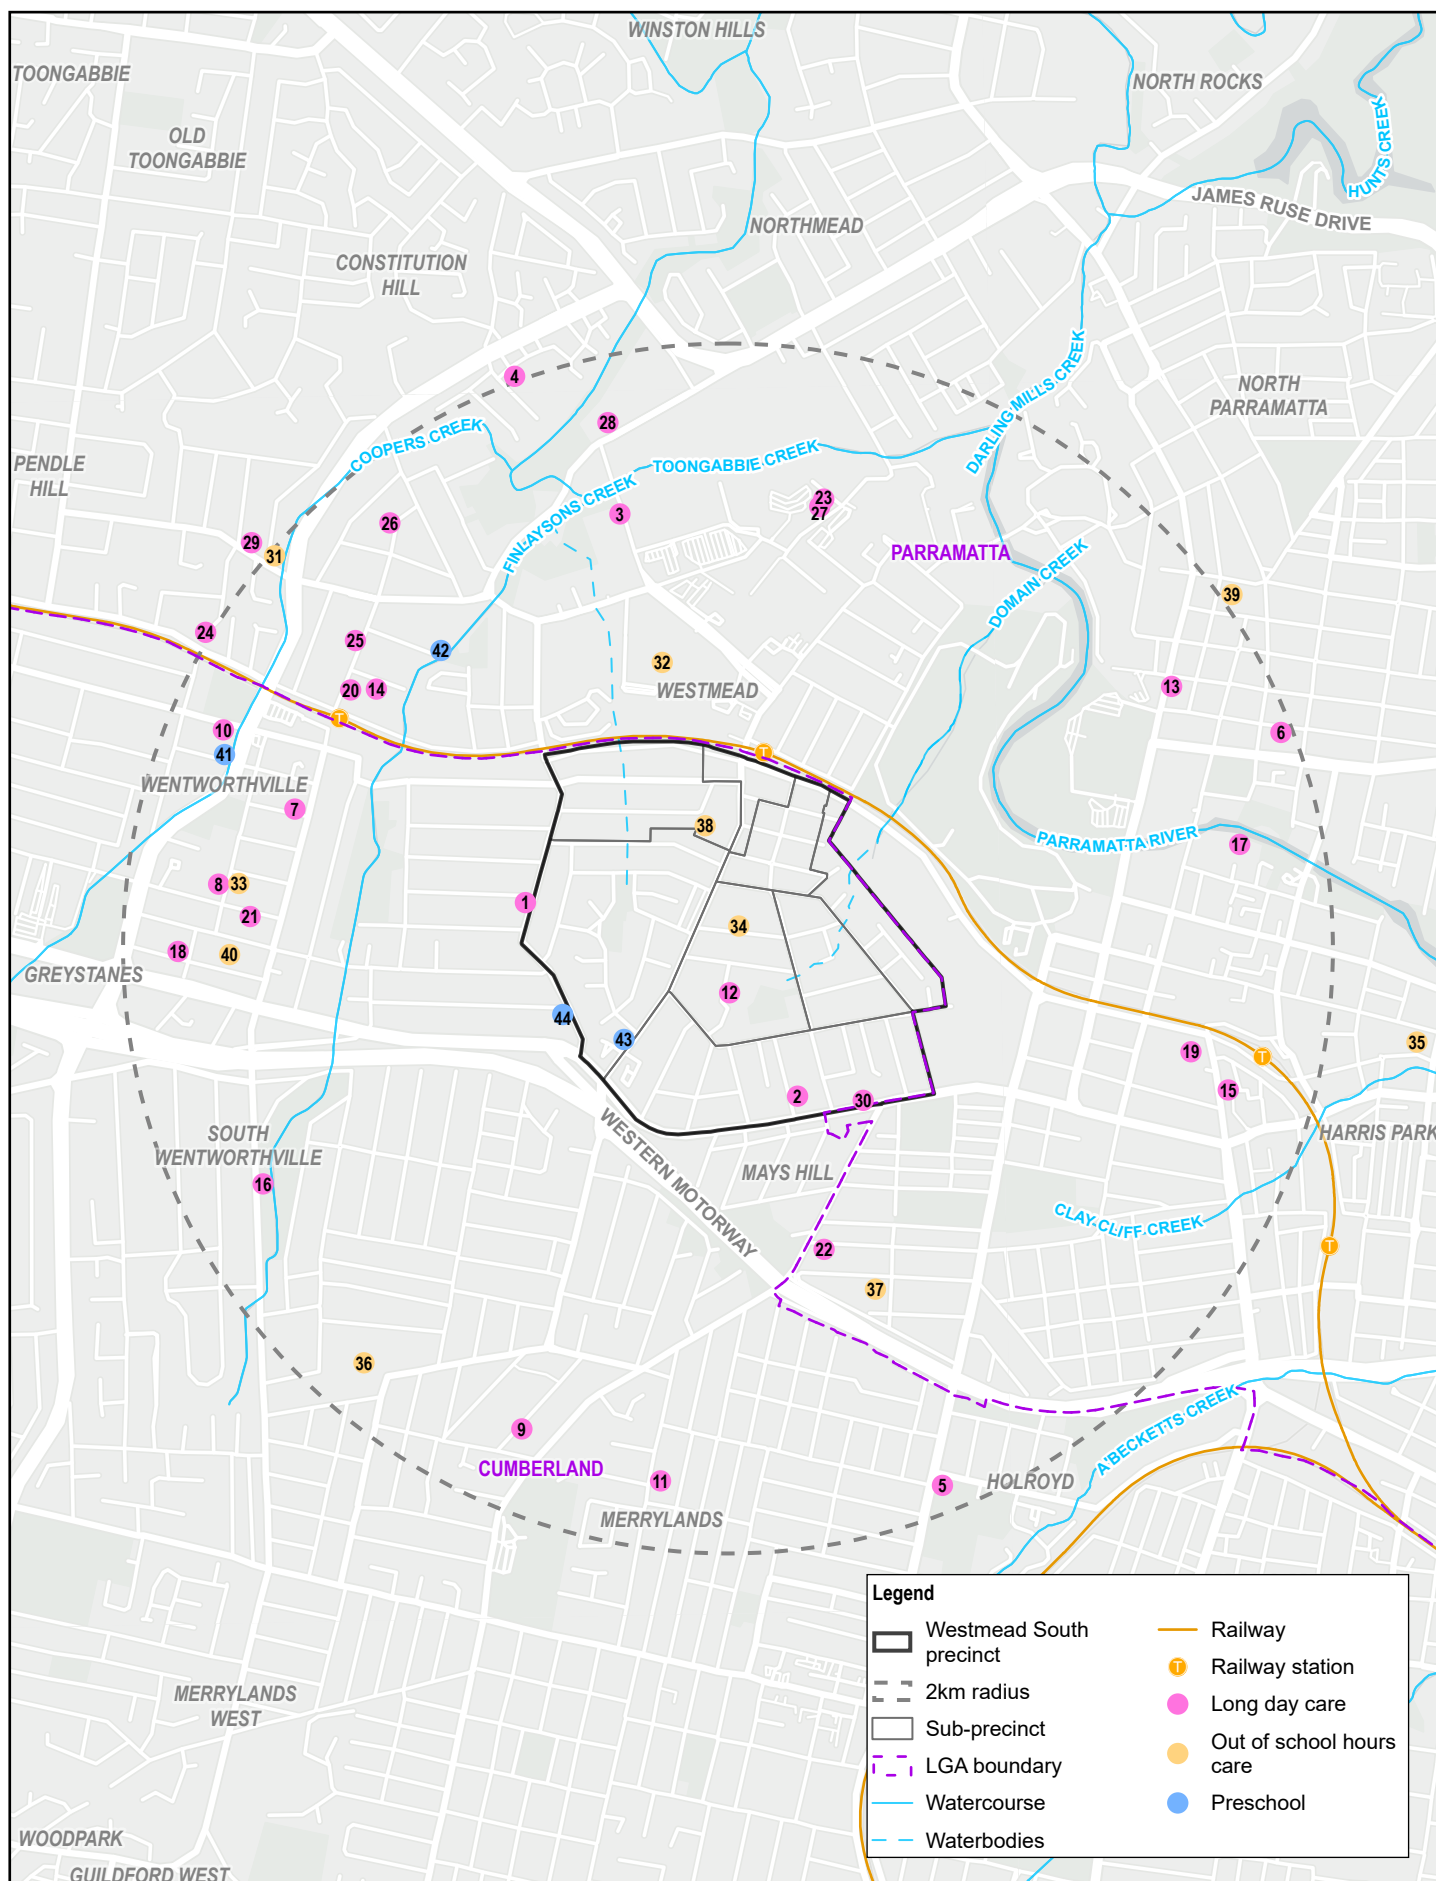 WINSTON HILLS
TOONGABBIE
NORTH ROCKS
OLD
TOONGABBIE
HUNTS CREEK
JAMES RUSE DRIVE
NORTHMEAD
CONSTITUTION
HILL
DARLING MILLS CREEK
4
NORTH
PARRAMATTA
28
COOPERS CREEK
TOONGABBIE CREEK
PENDLE
HILL
FINLAYSONS CREEK
23
27
3
26
29
31
PARRAMATTA
DOMAIN CREEK
39
24
25
42
32
WESTMEAD
20
14
13
T
10
6
41
T
WENTWORTHVILLE
7
38
PARRAMATTA RIVER
17
8
33
1
21
34
18
40
GREYSTANES
12
44
43
35
19
T
15
2
30
WESTERN MOTORWAY
SOUTH
WENTWORTHVILLE
HARRIS PARK
MAYS HILL
16
CLAY CLIFF CREEK
22
T
37
36
A'BECKETTS CREEK
9
CUMBERLAND
11
5
HOLROYD
MERRYLANDS
Legend
Westmead South
precinct
2km radius
Sub-precinct
LGA boundary
Watercourse
Waterbodies
Railway
T
Railway station
Long day care
Out of school hours
care
Preschool
MERRYLANDS
WEST
WOODPARK
GUILDFORD WEST